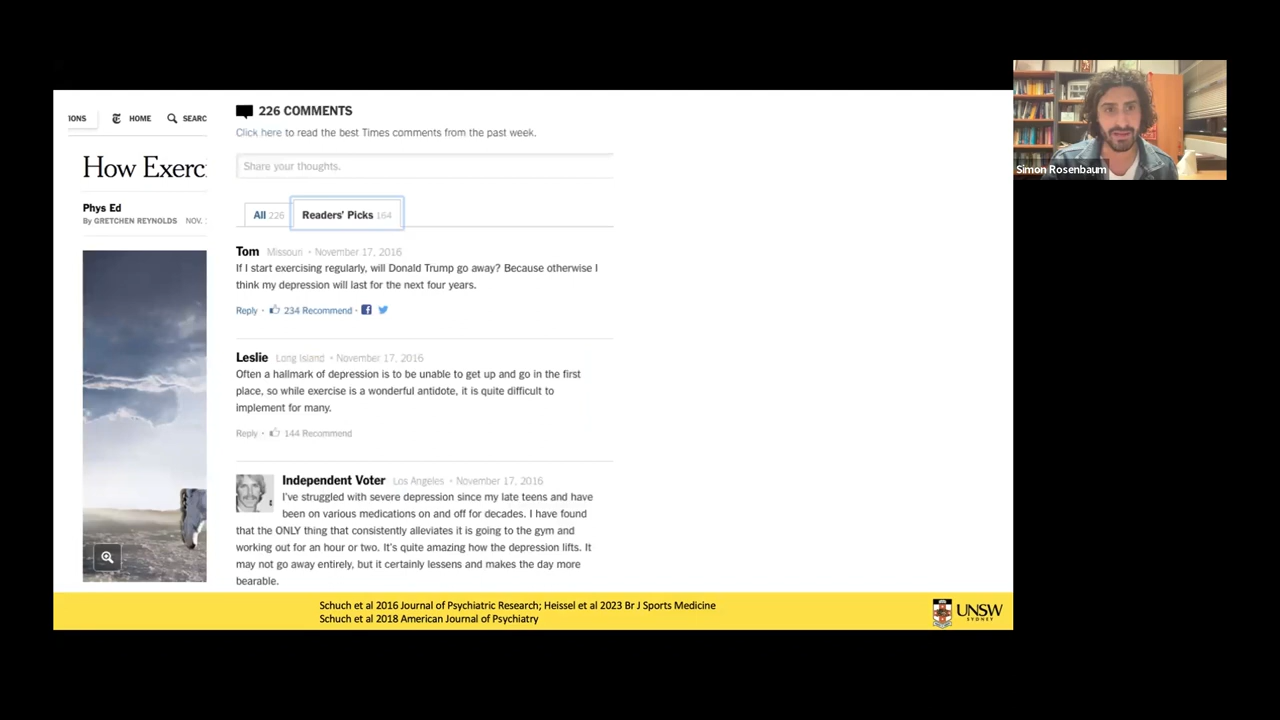 IONS
HOME
SEARC
How Exerc
Phys Ed
By GRETCHEN REYNOLDS NOV.
226 COMMENTS
Click here to read the best Times comments from the past week.
Share your thoughts.
All 226
Readers' Picks 164
Tom Missouri • November 17, 2016
If I start exercising regularly, will Donald Trump go away? Because otherwise I
think my depression will last for the next four years.
Reply • 234 Recommend •
Leslie Long Island • November 17, 2016
Often a hallmark of depression is to be unable to get up and go in the first
place, so while exercise is a wonderful antidote, it is quite difficult to
implement for many.
Reply • 144 Recommend
Independent Voter Los Angeles • November 17, 2016
I've struggled with severe depression since my late teens and have
been on various medications on and off for decades. I have found
that the ONLY thing that consistently alleviates it is going to the gym and
working out for an hour or two. It's quite amazing how the depression lifts. It
may not go away entirely, but it certainly lessens and makes the day more
bearable.
Schuch et al 2016 Journal of Psychiatric Research; Heissel et al 2023 Br J Sports Medicine
Schuch et al 2018 American Journal of Psychiatry
UNSW
SYDNEY
Simon Rosenbaum